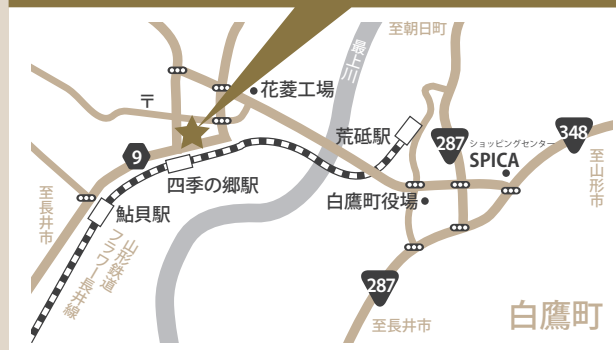 至朝日町
最上川
花菱工場
〒
荒砥駅
287
ショッピングセンター
SPICA
348
9
至山形市
四季の郷駅
白鷹町役場
至長井市
鮎貝駅
山形鉄道
フラワー長井線
287
至長井市
白鷹町